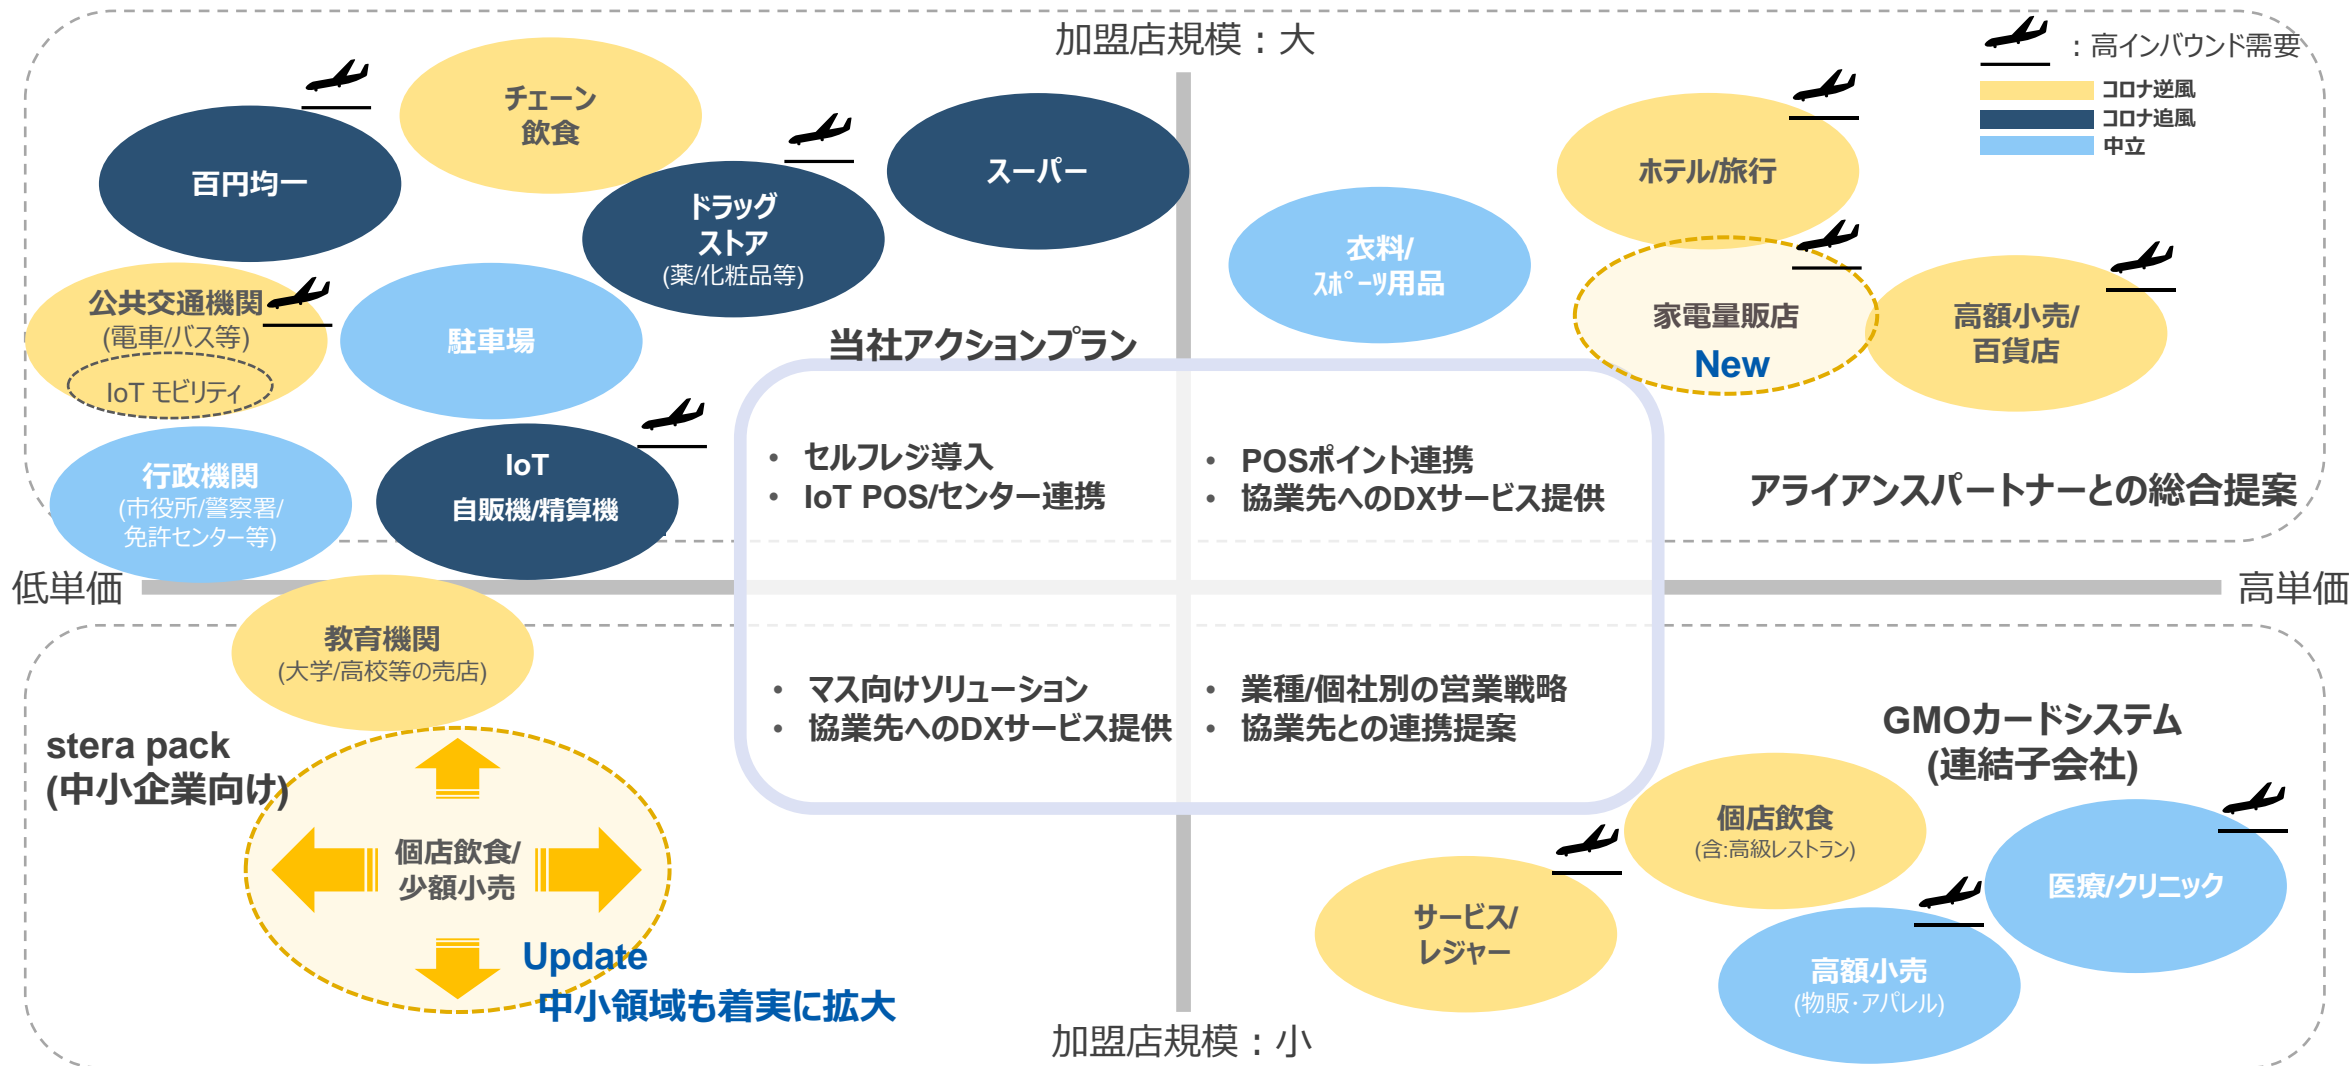 加盟店規模：大
：高インバウンド需要
コロナ逆風
コロナ追風
中立
チェーン
飲食
百円均一
ドラッグ
ストア
(薬/化粧品等)
スーパー
ホテル/旅行
衣料/
ｽﾎﾟｰﾂ用品
家電量販店
New
高額小売/
百貨店
公共交通機関
(電車/バス等)
IoT モビリティ
駐車場
行政機関
(市役所/警察署/
免許センター等)
IoT
自販機/精算機
当社アクションプラン
• セルフレジ導入
• IoT POS/センター連携
• POSポイント連携
• 協業先へのDXサービス提供
アライアンスパートナーとの総合提案
低単価
高単価
教育機関
(大学/高校等の売店)
• マス向けソリューション
• 協業先へのDXサービス提供
• 業種/個社別の営業戦略
• 協業先との連携提案
stera pack
(中小企業向け)
個店飲食/
少額小売
Update
中小領域も着実に拡大
GMOカードシステム
(連結子会社)
個店飲食
(含:高級レストラン)
医療/クリニック
サービス/
レジャー
高額小売
(物販･アパレル)
加盟店規模：小